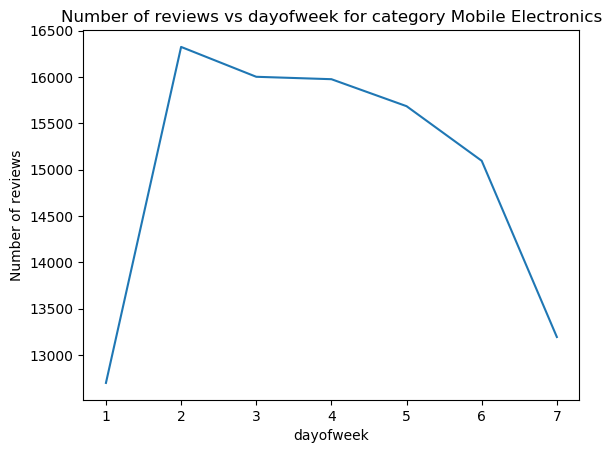 Number of reviews vs dayofweek for category Mobile Electronics
16500
16000
15500
15000
14500
14000
13500
13000
Number of reviews
1 2 3 4 5 6 7
dayofweek